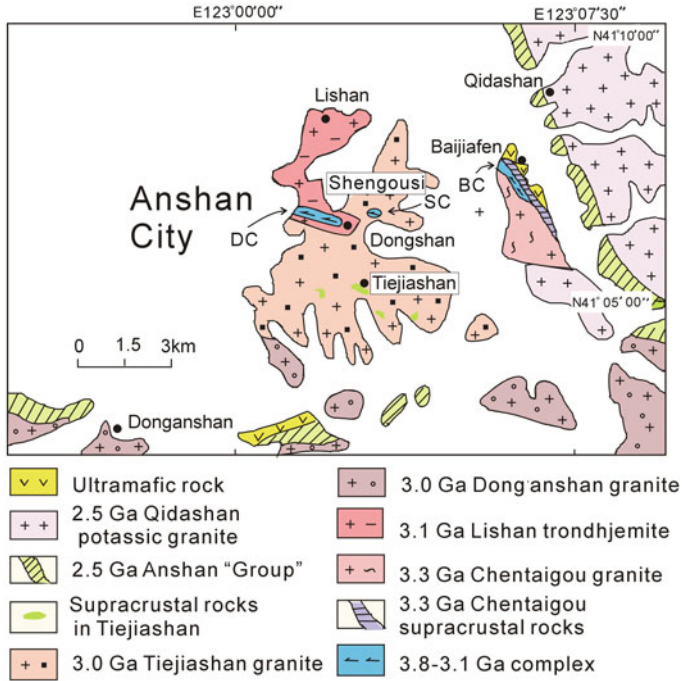 E123°00′00″
E123°07′30″
N41°10′00″
Qidashan
Lishan
Baijiafen
Shengousi
BC
SC
Anshan
City
DC
Dongshan
Tiejiashan
N41°05′00″
0 1.5 3km
Donganshan
Ultramafic rock
2.5 Ga Qidashan
potassic granite
2.5 Ga Anshan “Group”
Supracrustal rocks
in Tiejiashan
3.0 Ga Tiejiashan granite
3.0 Ga Dong anshan granite
3.1 Ga Lishan trondhjemite
3.3 Ga Chentaigou granite
3.3 Ga Chentaigou
supracrustal rocks
3.8-3.1 Ga complex